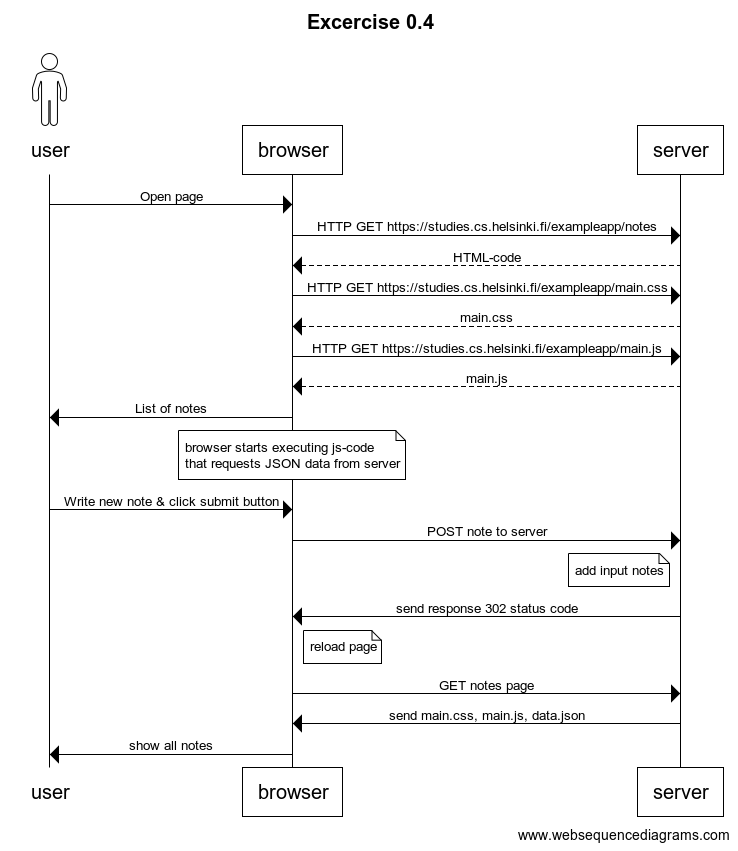 Excercise 0.4
user
browser
server
Open page
HTTP GET https://studies.cs.helsinki.fi/exampleapp/notes
HTML-code
HTTP GET https://studies.cs.helsinki.fi/exampleapp/main.css
main.css
HTTP GET https://studies.cs.helsinki.fi/exampleapp/main.js
main.js
List of notes
browser starts executing js-code
that requests JSON data from server
Write new note & click submit button
POST note to server
add input notes
send response 302 status code
reload page
GET notes page
send main.css, main.js, data.json
show all notes
user
browser
server
www.websequencediagrams.com